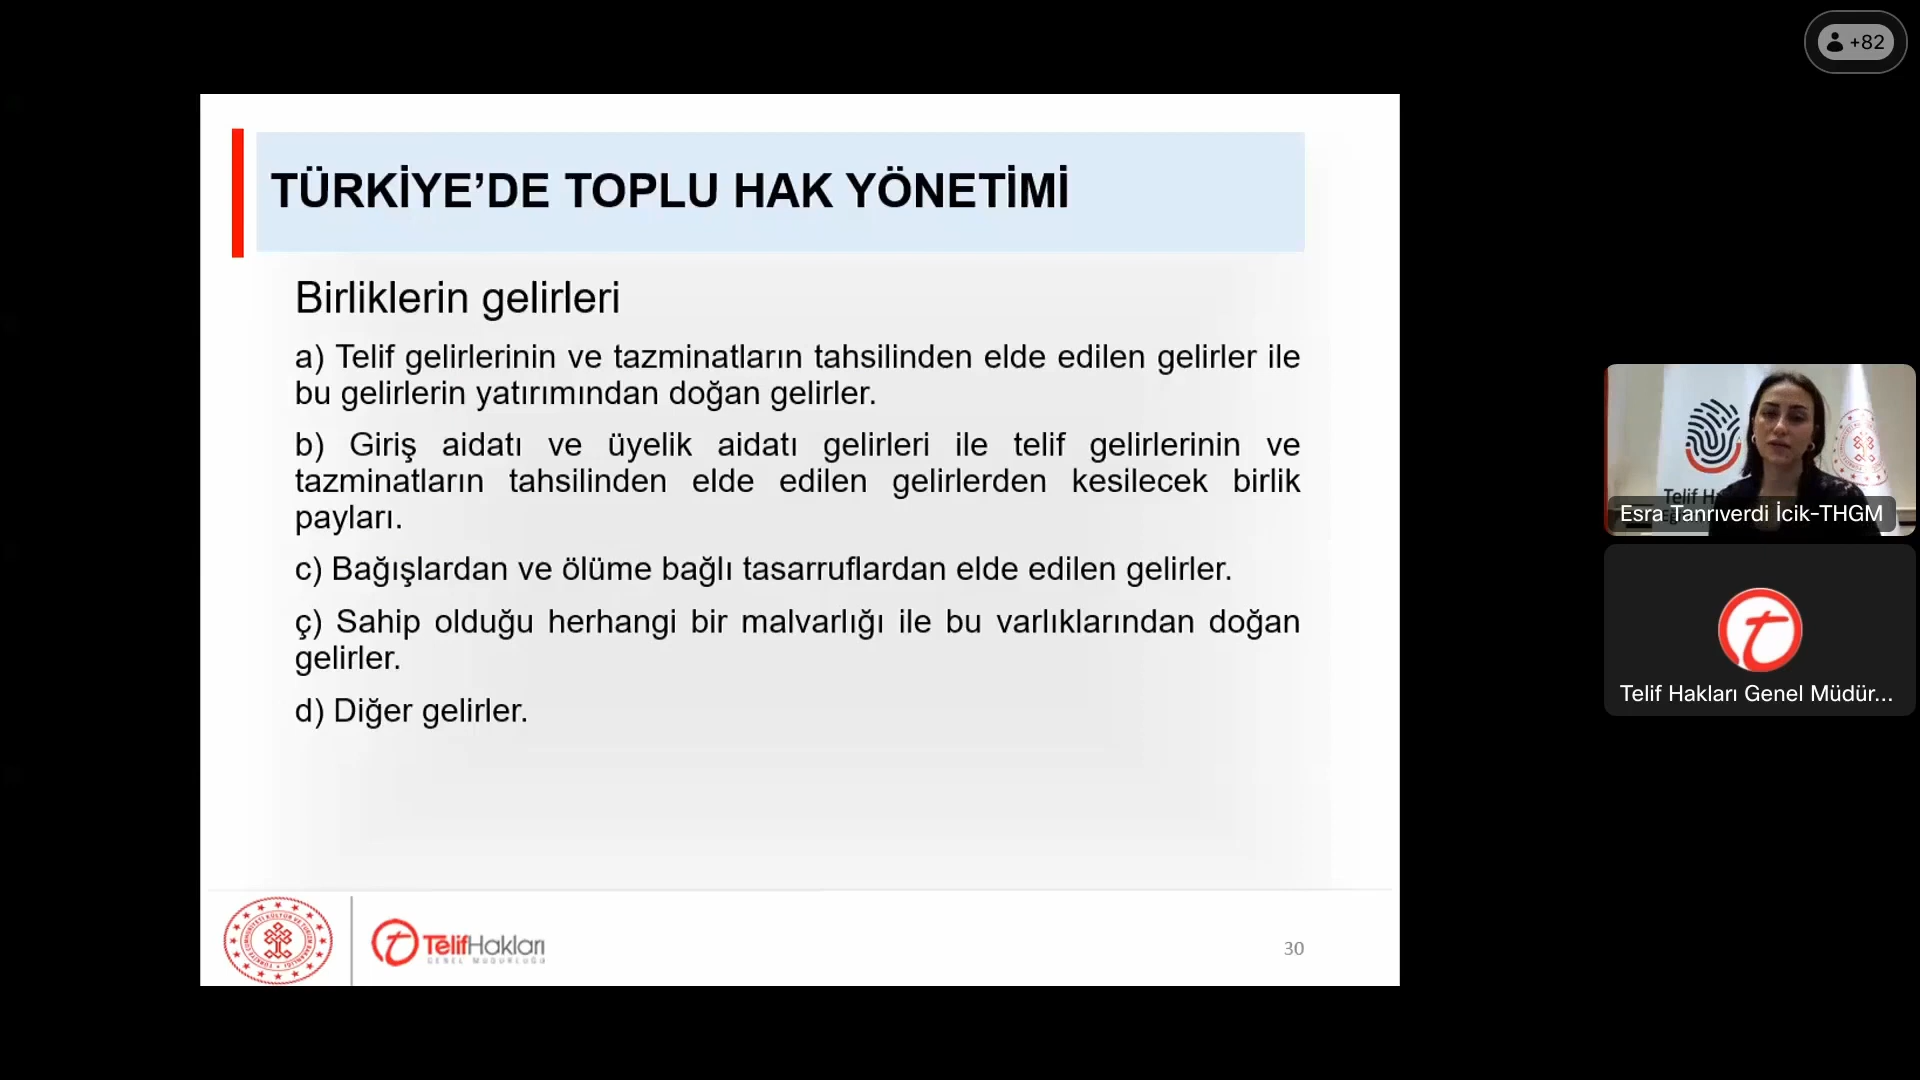 +82
TÜRKİYE’DE TOPLU HAK YÖNETİMİ
Birliklerin gelirleri
a) Telif gelirlerinin ve tazminatların tahsilinden elde edilen gelirler ile
bu gelirlerin yatırımından doğan gelirler.
b) Giriş aidatı ve üyelik aidatı gelirleri ile telif gelirlerinin ve
tazminatların tahsilinden elde edilen gelirlerden kesilecek birlik
payları.
c) Bağışlardan ve ölüme bağlı tasarruflardan elde edilen gelirler.
ç) Sahip olduğu herhangi bir malvarlığı ile bu varlıklarından doğan
gelirler.
d) Diğer gelirler.
TelifHakları
GENEL MÜDÜRLÜĞÜ
30
Telif
Esra Tanrıverdi İcik-THGM
Telif Hakları Genel Müdür...